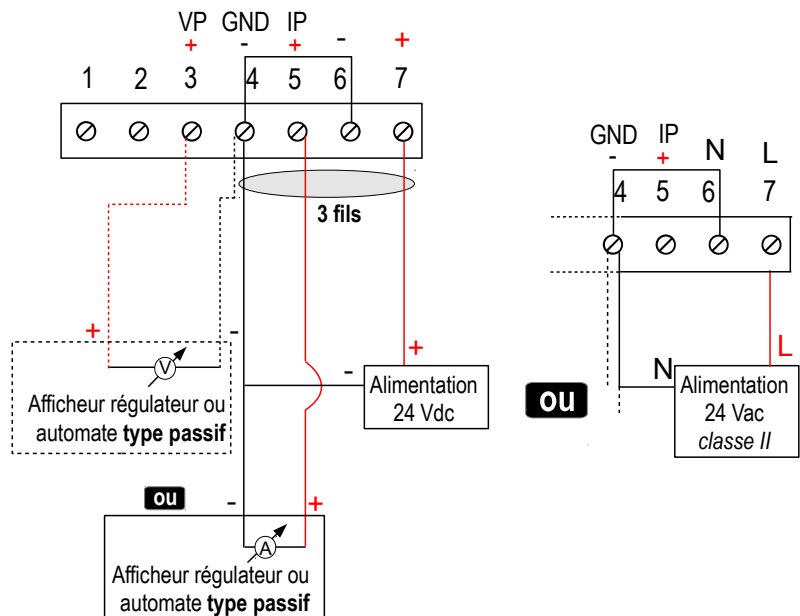 VP GND IP
+ - + - +
1 2 3 4 5 6 7
3 fils
+ - - +
V
Afficheur régulateur ou
automate type passif
Alimentation
24 Vdc
ou
- +
A
Afficheur régulateur ou
automate type passif
GND IP N L
- +
4 5 6 7
L
N
ou
Alimentation
24 Vac
classe II